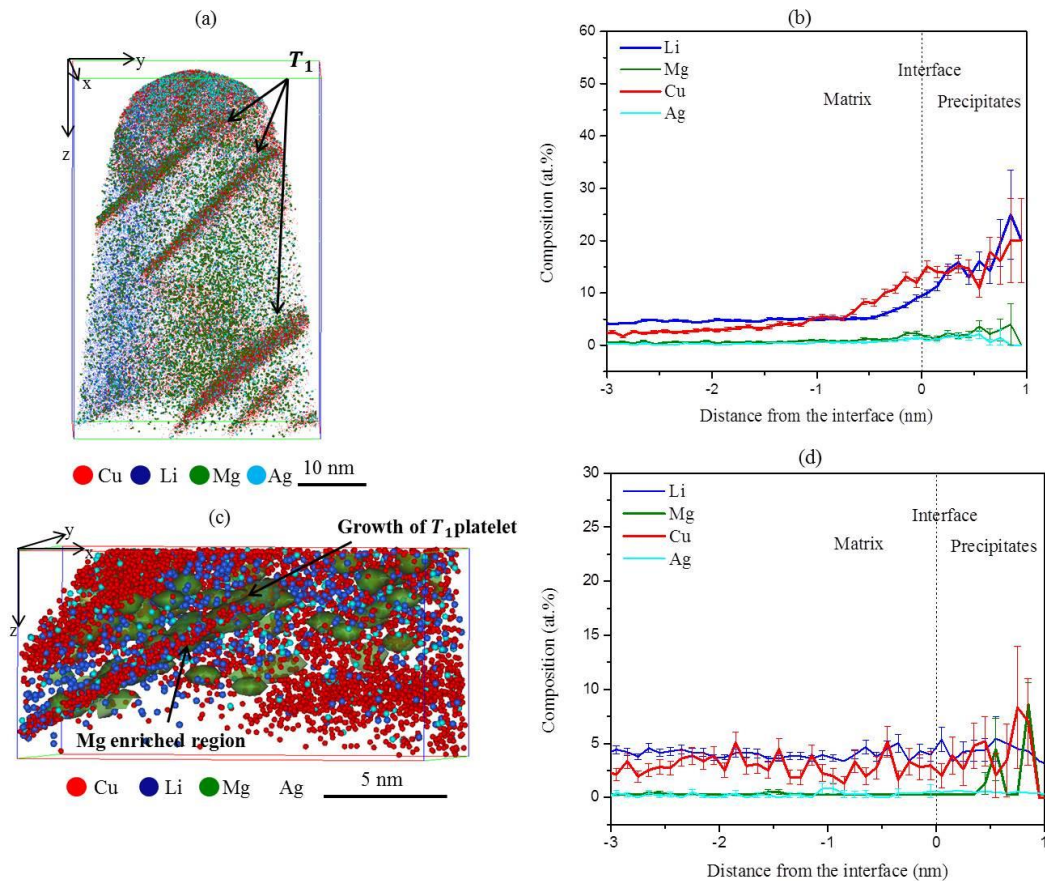 (a)
T₁
y
x
z
Cu Li Mg Ag 10 nm
(b)
Li
Mg
Cu
Ag
Interface
Matrix
Precipitates
Composition (at.%)
60
50
40
30
20
10
0
-3 -2 -1 0 1
Distance from the interface (nm)
(c)
Growth of T₁ platelet
y
x
z
Mg enriched region
Cu Li Mg Ag 5 nm
(d)
Li
Mg
Cu
Ag
Interface
Matrix
Precipitates
Composition (at.%)
30
25
20
15
10
5
0
-3 -2 -1 0 1
Distance from the interface (nm)